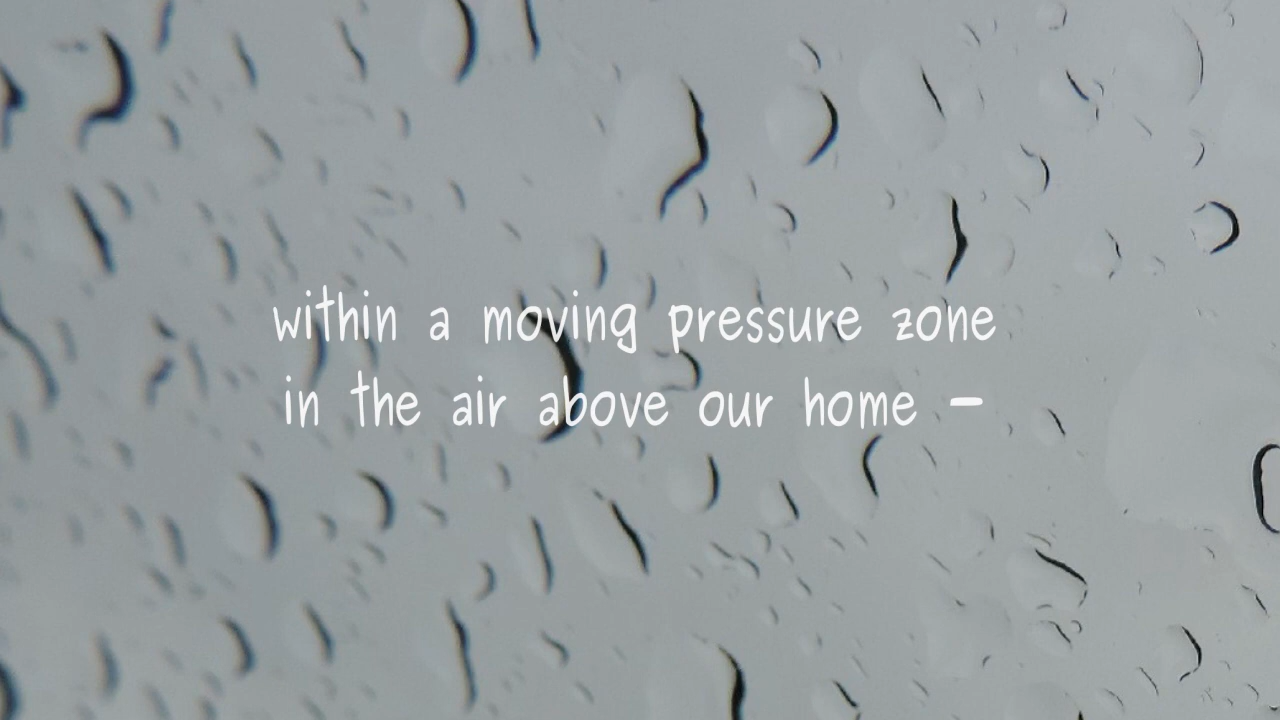 within a moving pressure zone
in the air above our home –